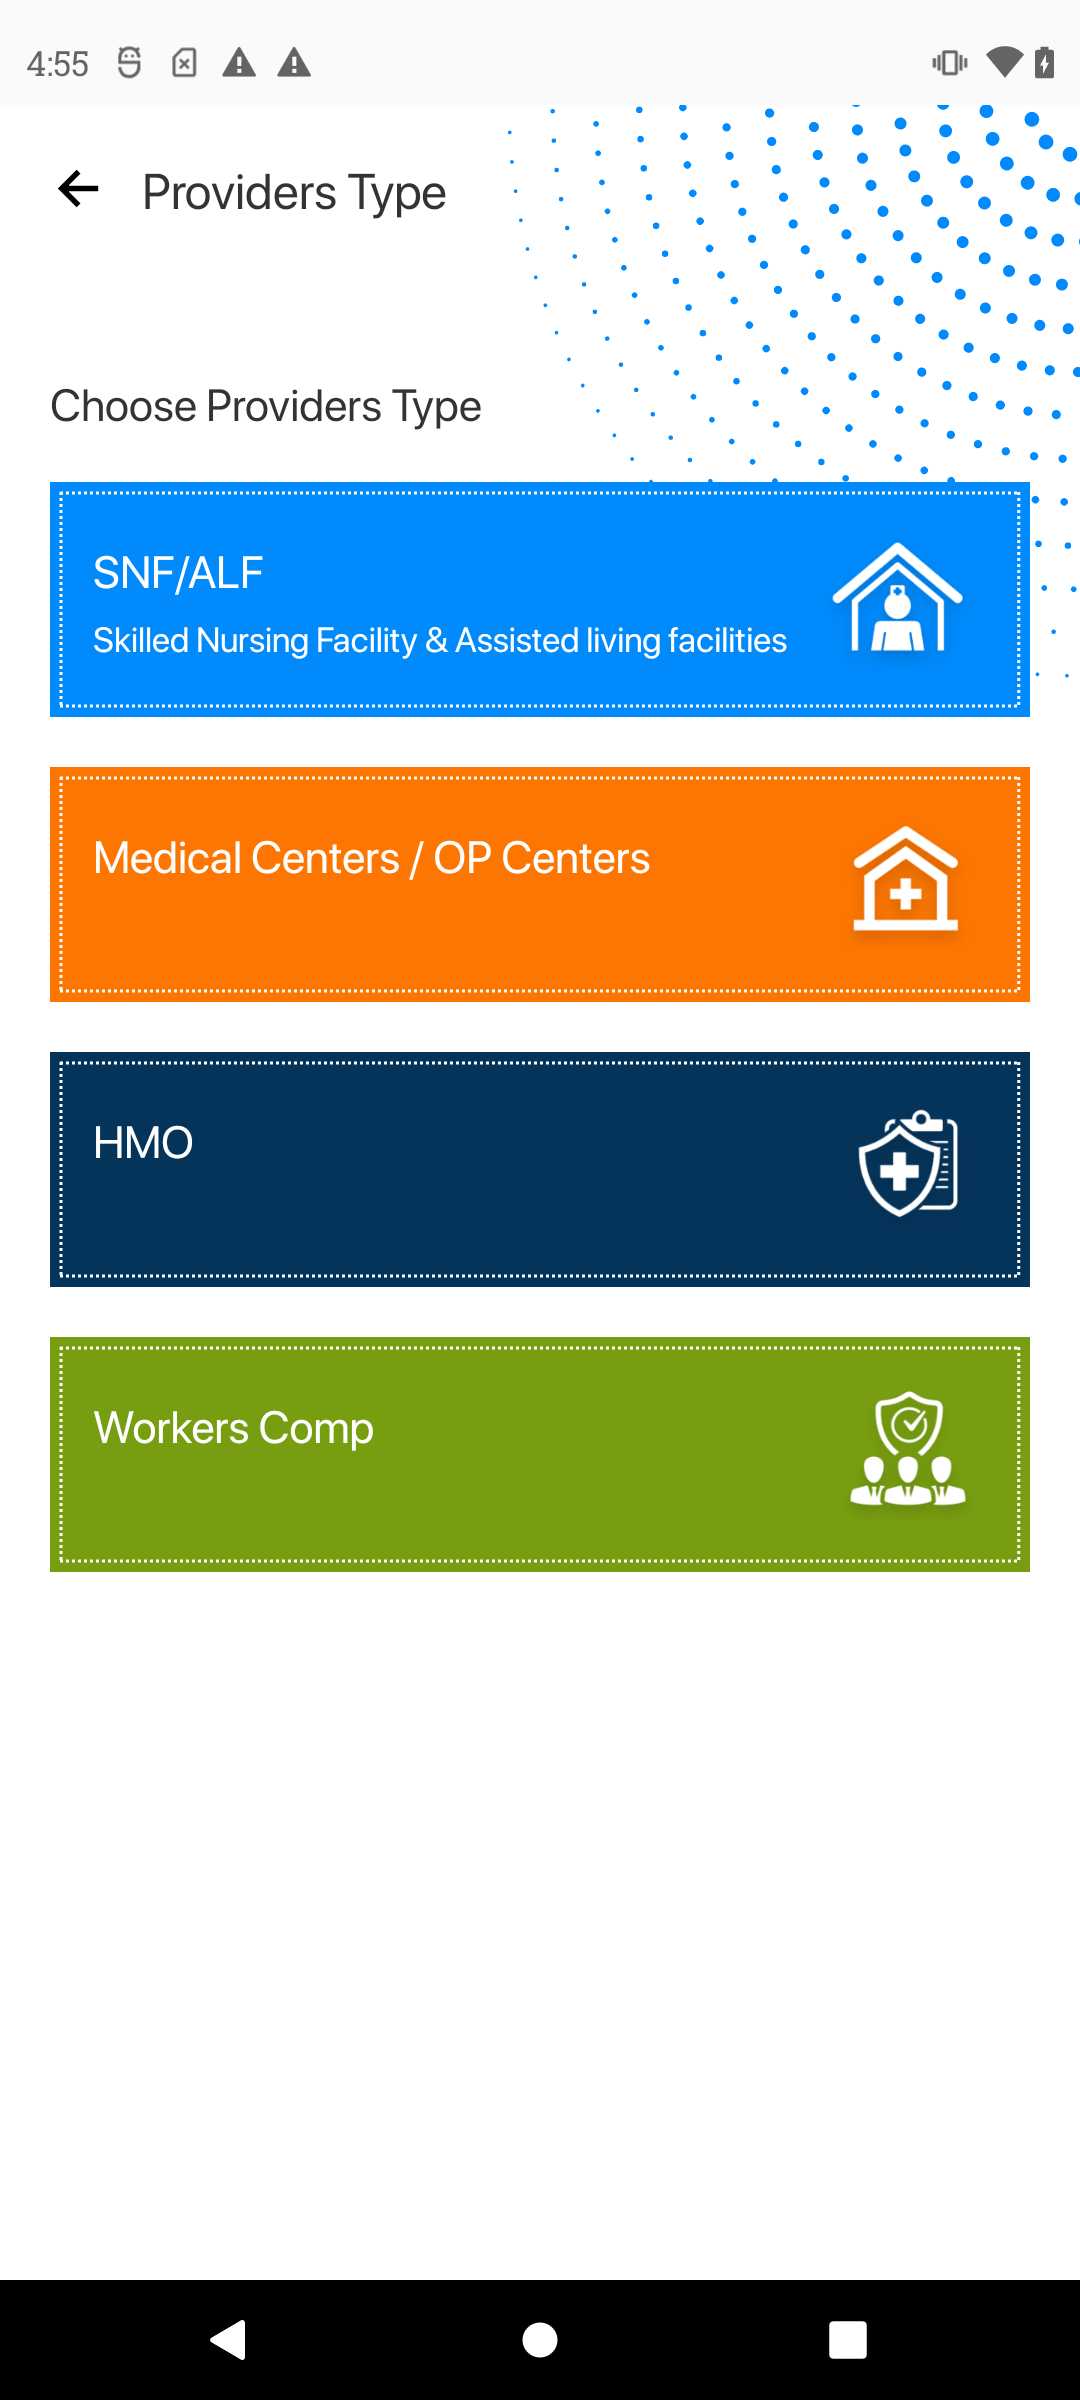 4:55
Providers Type
Choose Providers Type
SNF/ALF
Skilled Nursing Facility & Assisted living facilities
Medical Centers / OP Centers
HMO
Workers Comp